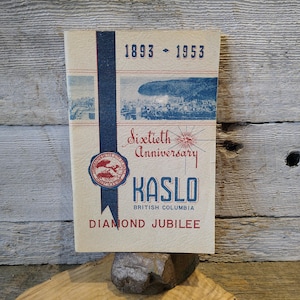 1893 - 1953
Sixtieth
Anniversary
KASLO
BRITISH COLUMBIA
DIAMOND JUBILEE